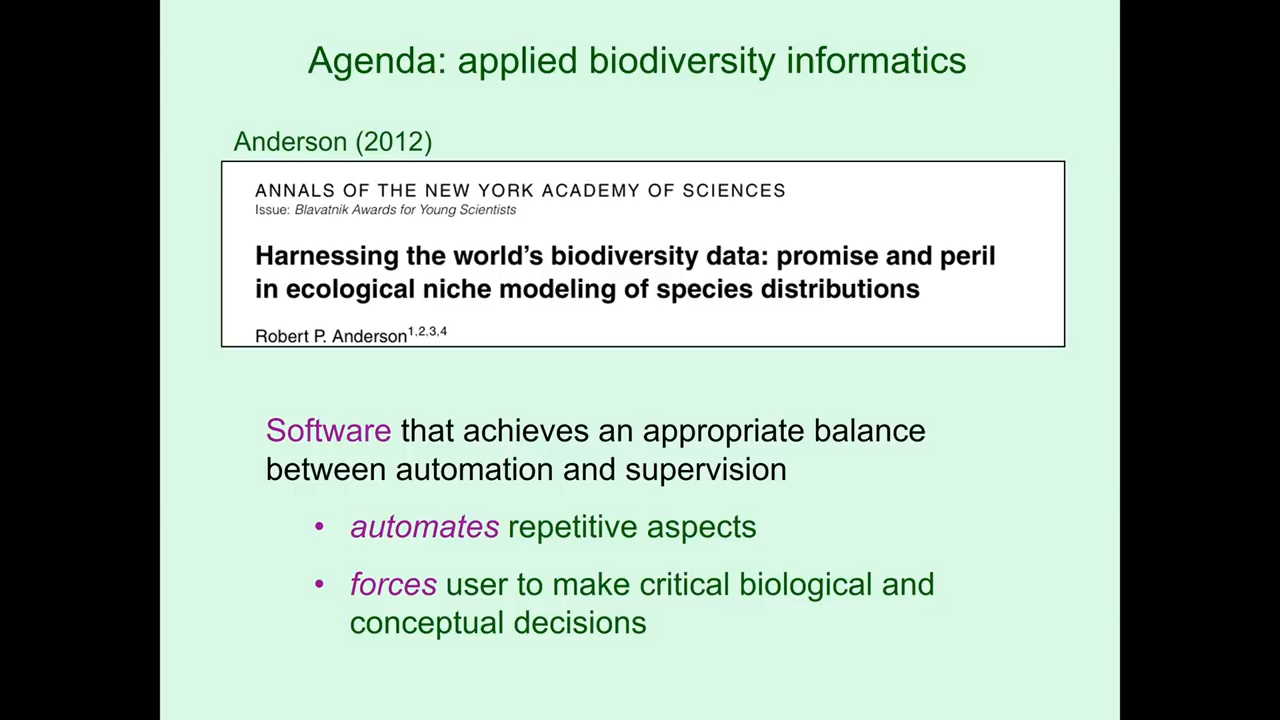 Agenda: applied biodiversity informatics
Anderson (2012)
ANNALS OF THE NEW YORK ACADEMY OF SCIENCES
Issue: Blavatnik Awards for Young Scientists
Harnessing the world’s biodiversity data: promise and peril
in ecological niche modeling of species distributions
Robert P. Anderson1,2,3,4
Software that achieves an appropriate balance
between automation and supervision
• automates repetitive aspects
• forces user to make critical biological and
conceptual decisions